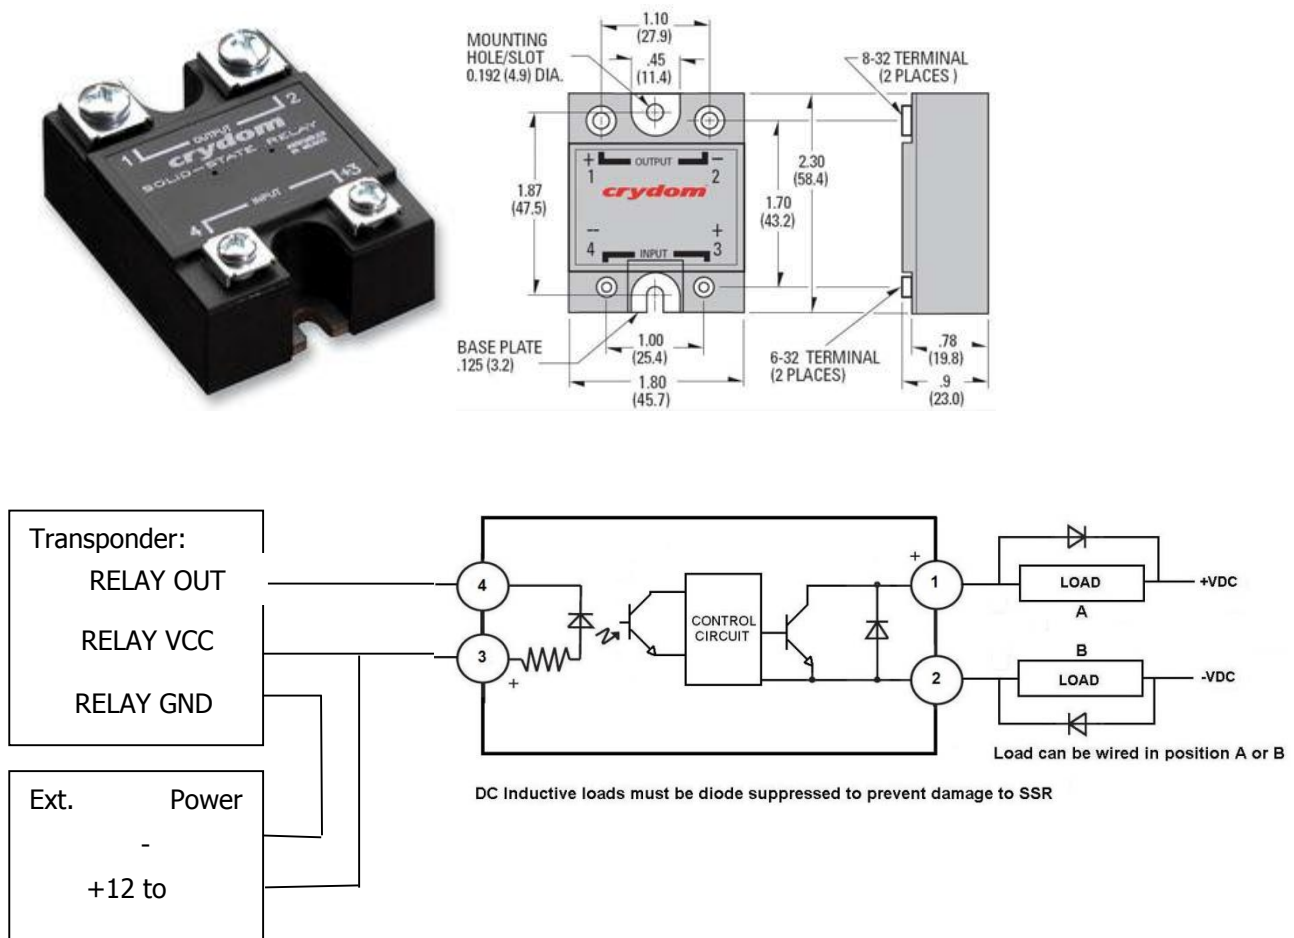 1 OUTPUT 2
crydom
SOLID-STATE RELAY
4 INPUT +3
MOUNTING
HOLE/SLOT
0.192 (4.9) DIA.
1.10
(27.9)
.45
(11.4)
8-32 TERMINAL
(2 PLACES )
1.87
(47.5)
+ OUTPUT −
1 2
crydom
-- +
4 INPUT 3
1.70
(43.2)
2.30
(58.4)
BASE PLATE
.125 (3.2)
1.00
(25.4)
1.80
(45.7)
6-32 TERMINAL
(2 PLACES)
.78
(19.8)
.9
(23.0)
Transponder:
RELAY OUT
RELAY VCC
RELAY GND
Ext. Power
-
+12 to
4
3
+
CONTROL
CIRCUIT
+
1
2
LOAD
A
+VDC
B
LOAD
-VDC
Load can be wired in position A or B
DC Inductive loads must be diode suppressed to prevent damage to SSR